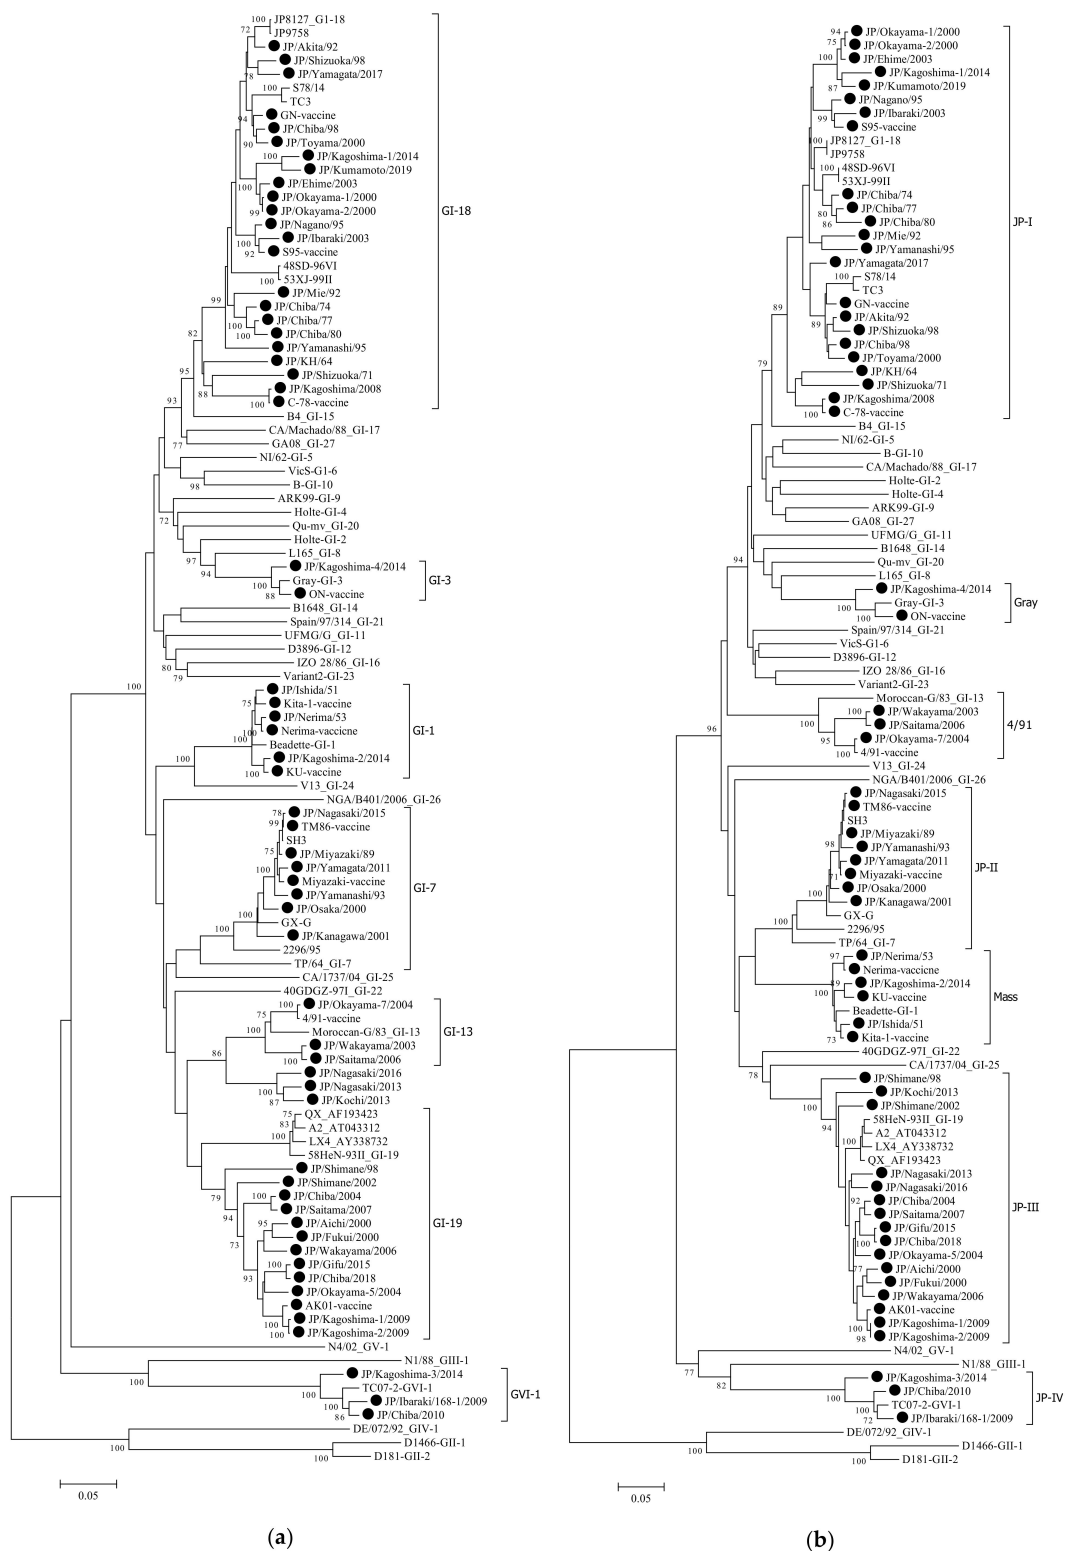 JP8127_G1-18
JP9758
JP/Akita/92
JP/Shizuoka/98
JP/Yamagata/2017
S78/14
TC3
GN-vaccine
JP/Chiba/98
JP/Toyama/2000
JP/Kagoshima-1/2014
JP/Kumamoto/2019
JP/Ehime/2003
JP/Okayama-1/2000
JP/Okayama-2/2000
JP/Nagano/95
JP/Ibaraki/2003
S95-vaccine
48SD-96VI
53XJ-99II
JP/Mie/92
JP/Chiba/74
JP/Chiba/77
JP/Chiba/80
JP/Yamanashi/95
JP/KH/64
JP/Shizuoka/71
JP/Kagoshima/2008
C-78-vaccine
B4_GI-15
CA/Machado/88_GI-17
GA08_GI-27
NI/62-GI-5
VicS-G1-6
B-GI-10
ARK99-GI-9
Holte-GI-4
Qu-mv_GI-20
Holte-GI-2
L165_GI-8
JP/Kagoshima-4/2014
Gray-GI-3
ON-vaccine
B1648_GI-14
Spain/97/314_GI-21
UFMG/G_GI-11
D3896-GI-12
IZO 28/86_GI-16
Variant2-GI-23
JP/Ishida/51
Kita-1-vaccine
JP/Nerima/53
Nerima-vaccicne
Beadette-GI-1
JP/Kagoshima-2/2014
KU-vaccine
V13_GI-24
NGA/B401/2006_GI-26
JP/Nagasaki/2015
TM86-vaccine
SH3
JP/Miyazaki/89
JP/Yamagata/2011
Miyazaki-vaccine
JP/Yamanashi/93
JP/Osaka/2000
GX-G
JP/Kanagawa/2001
2296/95
TP/64_GI-7
CA/1737/04_GI-25
40GDGZ-97I_GI-22
JP/Okayama-7/2004
4/91-vaccine
Moroccan-G/83_GI-13
JP/Wakayama/2003
JP/Saitama/2006
JP/Nagasaki/2016
JP/Nagasaki/2013
JP/Kochi/2013
QX_AF193423
A2_AT043312
LX4_AY338732
58HeN-93II_GI-19
JP/Shimane/98
JP/Shimane/2002
JP/Chiba/2004
JP/Saitama/2007
JP/Aichi/2000
JP/Fukui/2000
JP/Wakayama/2006
JP/Gifu/2015
JP/Chiba/2018
JP/Okayama-5/2004
AK01-vaccine
JP/Kagoshima-1/2009
JP/Kagoshima-2/2009
N4/02_GV-1
N1/88_GIII-1
JP/Kagoshima-3/2014
TC07-2-GVI-1
JP/Ibaraki/168-1/2009
JP/Chiba/2010
DE/072/92_GIV-1
D1466-GII-1
D181-GII-2
GI-18
GI-3
GI-1
GI-7
GI-13
GI-19
GVI-1
100
72
78
94
90
100
100
99
100
92
100
99
100
100
82
95
88
100
93
77
98
72
97
94
100
88
80
79
100
75
100
100
100
100
78
99
75
100
100
100
100
75
100
100
86
100
87
75
83
100
79
100
94
95
73
100
93
100
100
100
100
100
86
100
100
0.05
(a)
JP/Okayama-1/2000
JP/Okayama-2/2000
JP/Ehime/2003
JP/Kagoshima-1/2014
JP/Kumamoto/2019
JP/Nagano/95
JP/Ibaraki/2003
S95-vaccine
JP8127_G1-18
JP9758
48SD-96VI
53XJ-99II
JP/Chiba/74
JP/Chiba/77
JP/Chiba/80
JP/Mie/92
JP/Yamanashi/95
JP/Yamagata/2017
S78/14
TC3
GN-vaccine
JP/Akita/92
JP/Shizuoka/98
JP/Chiba/98
JP/Toyama/2000
JP/KH/64
JP/Shizuoka/71
JP/Kagoshima/2008
C-78-vaccine
B4_GI-15
NI/62-GI-5
B-GI-10
CA/Machado/88_GI-17
Holte-GI-2
Holte-GI-4
ARK99-GI-9
GA08_GI-27
UFMG/G_GI-11
B1648_GI-14
Qu-mv_GI-20
L165_GI-8
JP/Kagoshima-4/2014
Gray-GI-3
ON-vaccine
Spain/97/314_GI-21
VicS-G1-6
D3896-GI-12
IZO 28/86_GI-16
Variant2-GI-23
Moroccan-G/83_GI-13
JP/Wakayama/2003
JP/Saitama/2006
JP/Okayama-7/2004
4/91-vaccine
V13_GI-24
NGA/B401/2006_GI-26
JP/Nagasaki/2015
TM86-vaccine
SH3
JP/Miyazaki/89
JP/Yamanashi/93
JP/Yamagata/2011
Miyazaki-vaccine
JP/Osaka/2000
JP/Kanagawa/2001
GX-G
2296/95
TP/64_GI-7
JP/Nerima/53
Nerima-vaccicne
JP/Kagoshima-2/2014
KU-vaccine
Beadette-GI-1
JP/Ishida/51
Kita-1-vaccine
40GDGZ-97I_GI-22
CA/1737/04_GI-25
JP/Shimane/98
JP/Kochi/2013
JP/Shimane/2002
58HeN-93II_GI-19
A2_AT043312
LX4_AY338732
QX_AF193423
JP/Nagasaki/2013
JP/Nagasaki/2016
JP/Chiba/2004
JP/Saitama/2007
JP/Gifu/2015
JP/Chiba/2018
JP/Okayama-5/2004
JP/Aichi/2000
JP/Fukui/2000
JP/Wakayama/2006
AK01-vaccine
JP/Kagoshima-1/2009
JP/Kagoshima-2/2009
N4/02_GV-1
N1/88_GIII-1
JP/Kagoshima-3/2014
JP/Chiba/2010
TC07-2-GVI-1
JP/Ibaraki/168-1/2009
DE/072/92_GIV-1
D1466-GII-1
D181-GII-2
JP-I
Gray
4/91
JP-II
Mass
JP-III
JP-IV
94
75
100
87
99
100
80
86
100
89
89
79
100
94
100
100
100
100
95
96
98
71
100
100
97
89
100
73
78
100
94
100
92
100
77
98
77
82
100
100
72
100
100
0.05
(b)